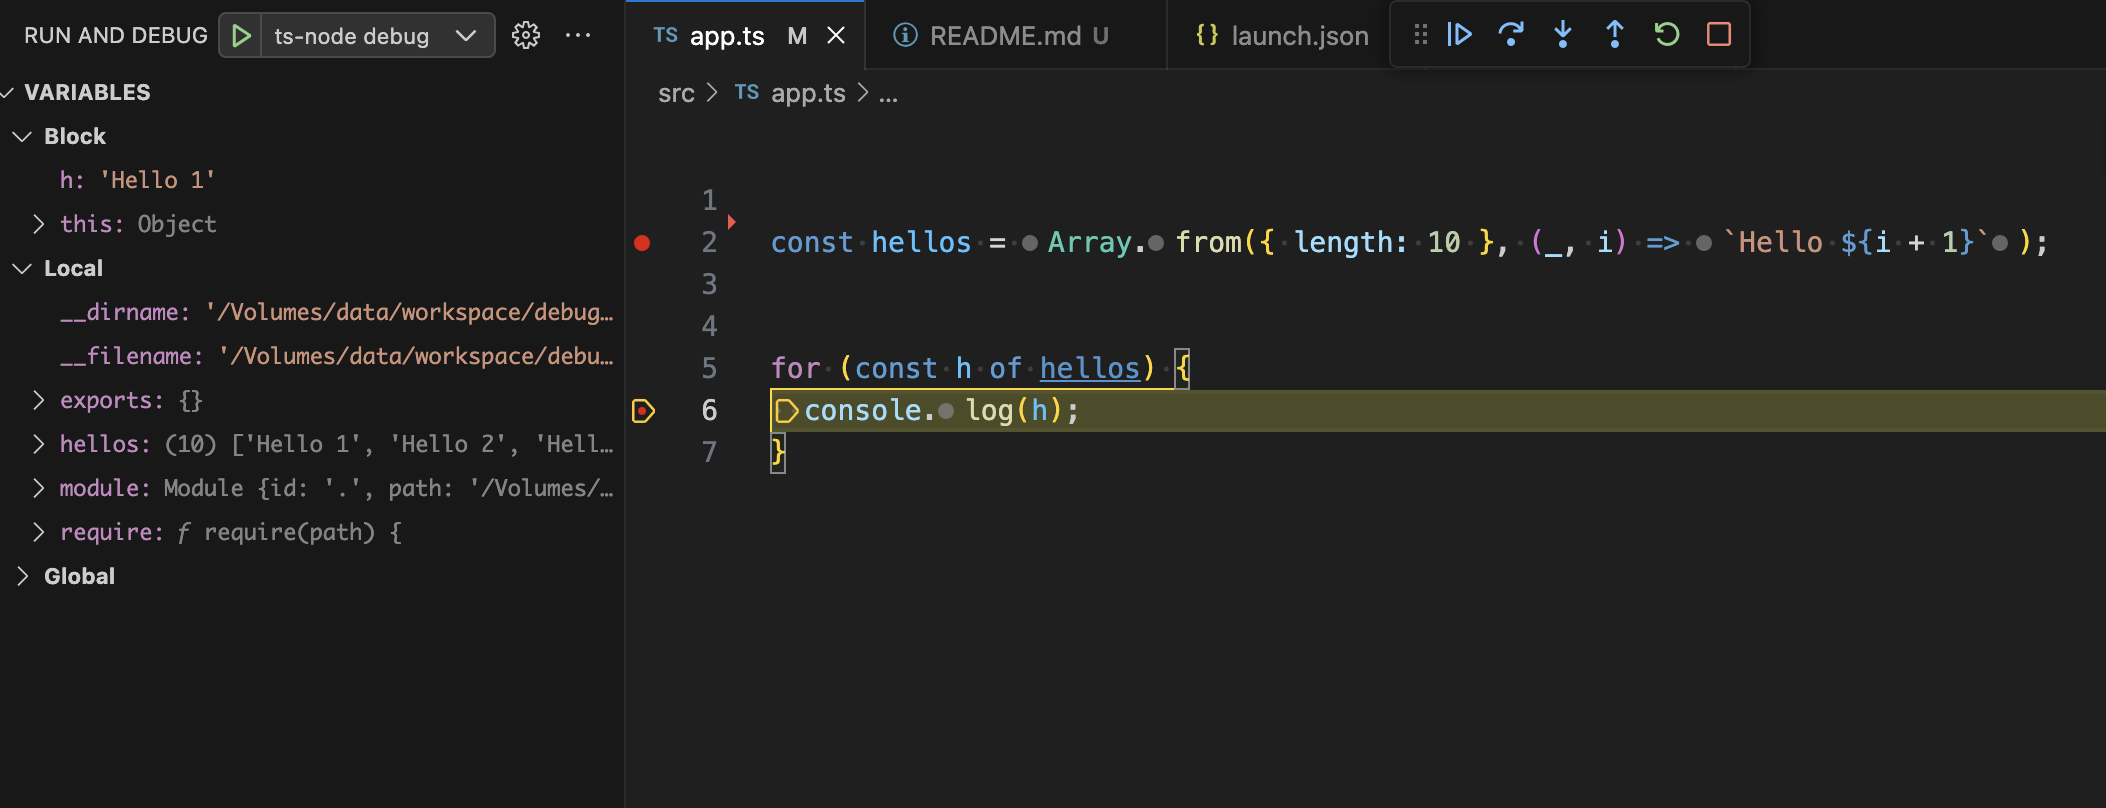 RUN AND DEBUG ts-node debug
VARIABLES
Block
h: 'Hello 1'
this: Object
Local
__dirname: '/Volumes/data/workspace/debug…
__filename: '/Volumes/data/workspace/debu…
exports: {}
hellos: (10) ['Hello 1', 'Hello 2', 'Hell…
module: Module {id: '.', path: '/Volumes/…
require: ƒ require(path) {
Global
TS app.ts M README.md U {} launch.json
src > TS app.ts > ...
1
2 const hellos = Array.from({ length: 10 }, (_, i) => `Hello ${i + 1}`);
3
4
5 for (const h of hellos) {
6 console.log(h);
7 }